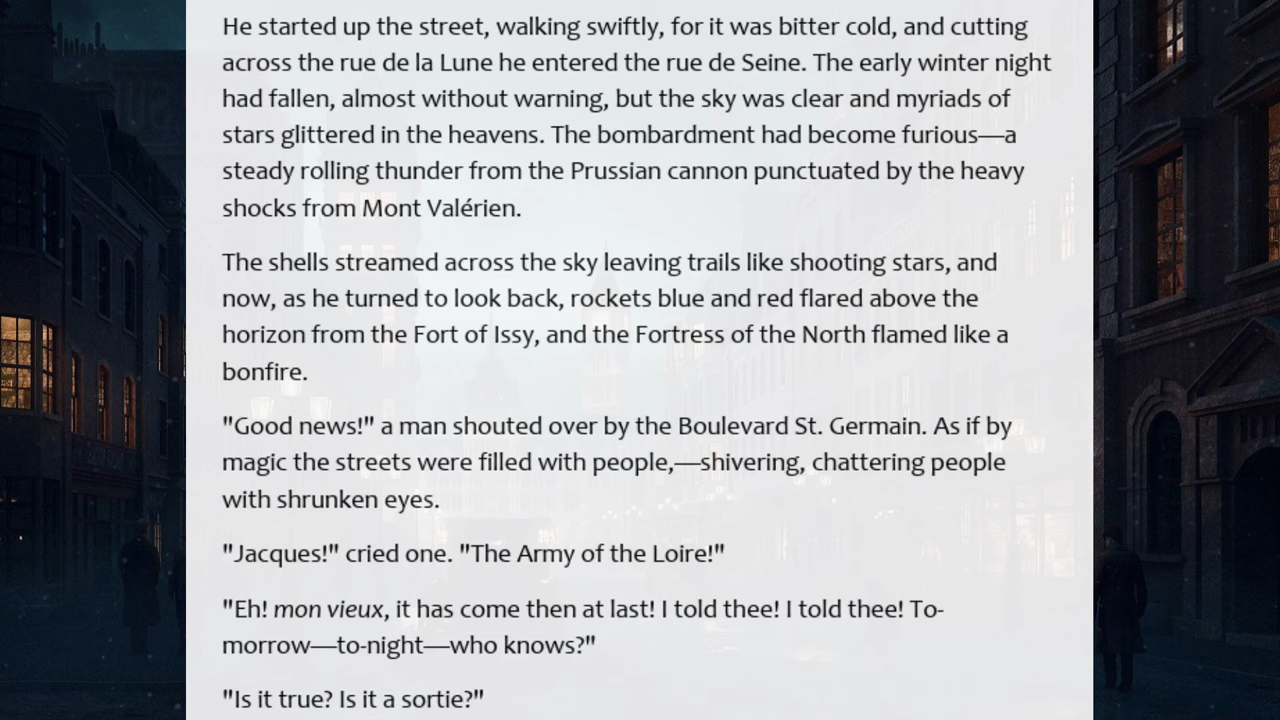 He started up the street, walking swiftly, for it was bitter cold, and cutting
across the rue de la Lune he entered the rue de Seine. The early winter night
had fallen, almost without warning, but the sky was clear and myriads of
stars glittered in the heavens. The bombardment had become furious—a
steady rolling thunder from the Prussian cannon punctuated by the heavy
shocks from Mont Valérien.
The shells streamed across the sky leaving trails like shooting stars, and
now, as he turned to look back, rockets blue and red flared above the
horizon from the Fort of Issy, and the Fortress of the North flamed like a
bonfire.
"Good news!" a man shouted over by the Boulevard St. Germain. As if by
magic the streets were filled with people,—shivering, chattering people
with shrunken eyes.
"Jacques!" cried one. "The Army of the Loire!"
"Eh! mon vieux, it has come then at last! I told thee! I told thee! To-
morrow—to-night—who knows?"
"Is it true? Is it a sortie?"